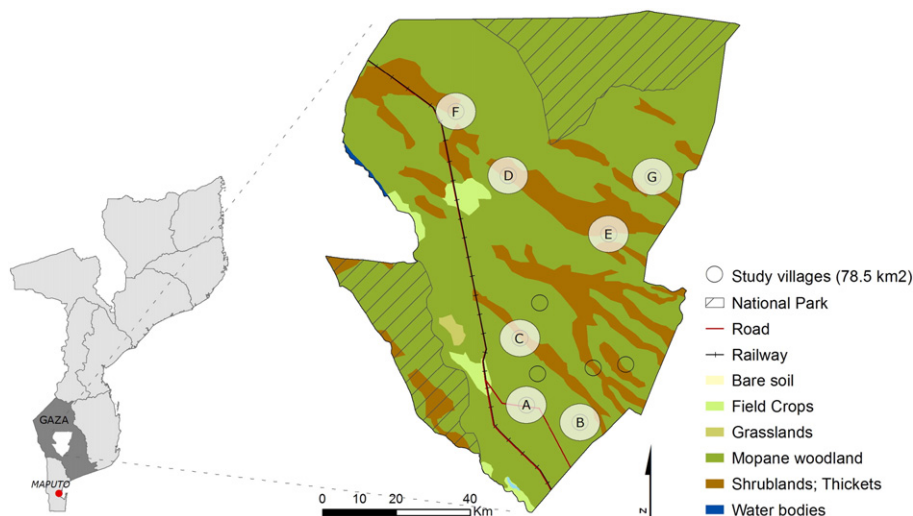 F
D
G
E
C
A
B
GAZA
MAPUTO
0
20
40
Km
Z
Study villages (78.5 km2)
National Park
Road
Railway
Bare soil
Field Crops
Grasslands
Mopane woodland
Shrublands; Thickets
Water bodies